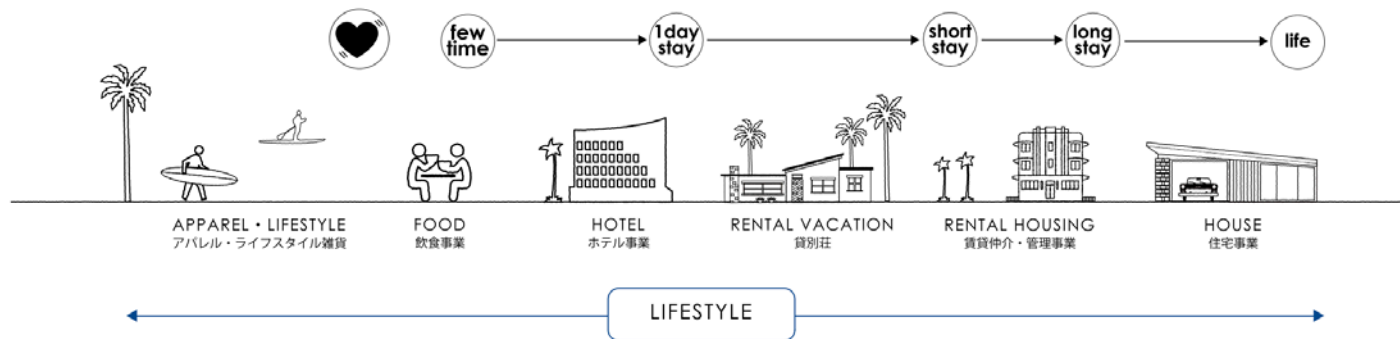 few
time
1day
stay
short
stay
long
stay
life
APPAREL・LIFESTYLE
アパレル・ライフスタイル雑貨
FOOD
飲食事業
HOTEL
ホテル事業
RENTAL VACATION
貸別荘
RENTAL HOUSING
賃貸仲介・管理事業
HOUSE
住宅事業
LIFESTYLE